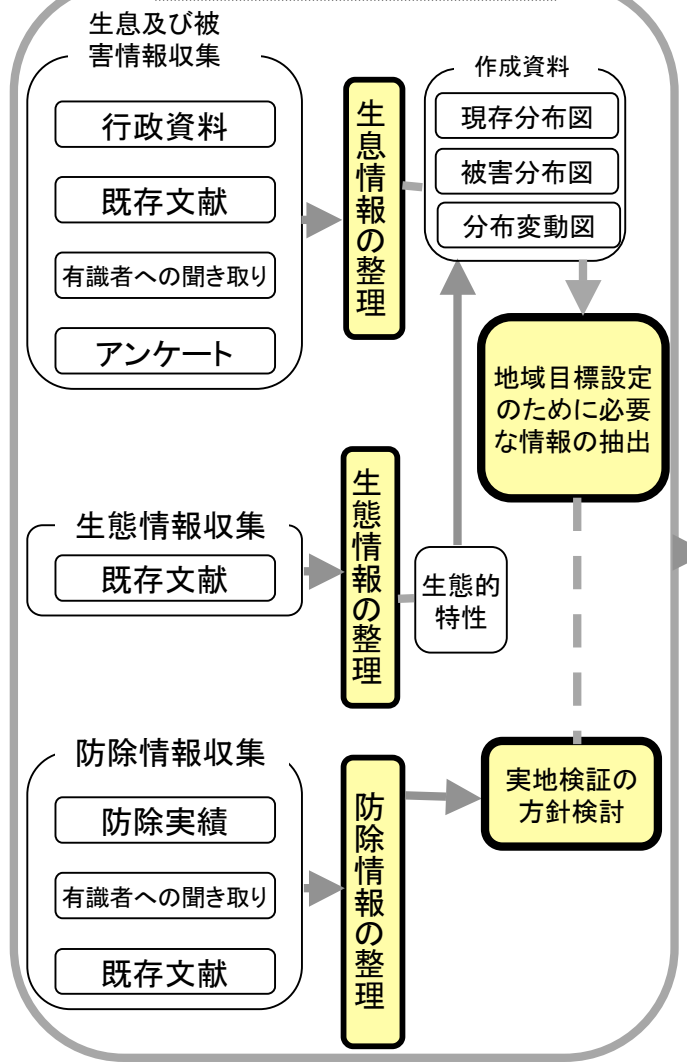 生息及び被
害情報収集
行政資料
既存文献
有識者への聞き取り
アンケート
生息情報の整理
作成資料
現存分布図
被害分布図
分布変動図
地域目標設定
のために必要
な情報の抽出
生態情報収集
既存文献
生態情報の整理
生態的
特性
防除情報収集
防除実績
有識者への聞き取り
既存文献
防除情報の整理
実地検証の
方針検討